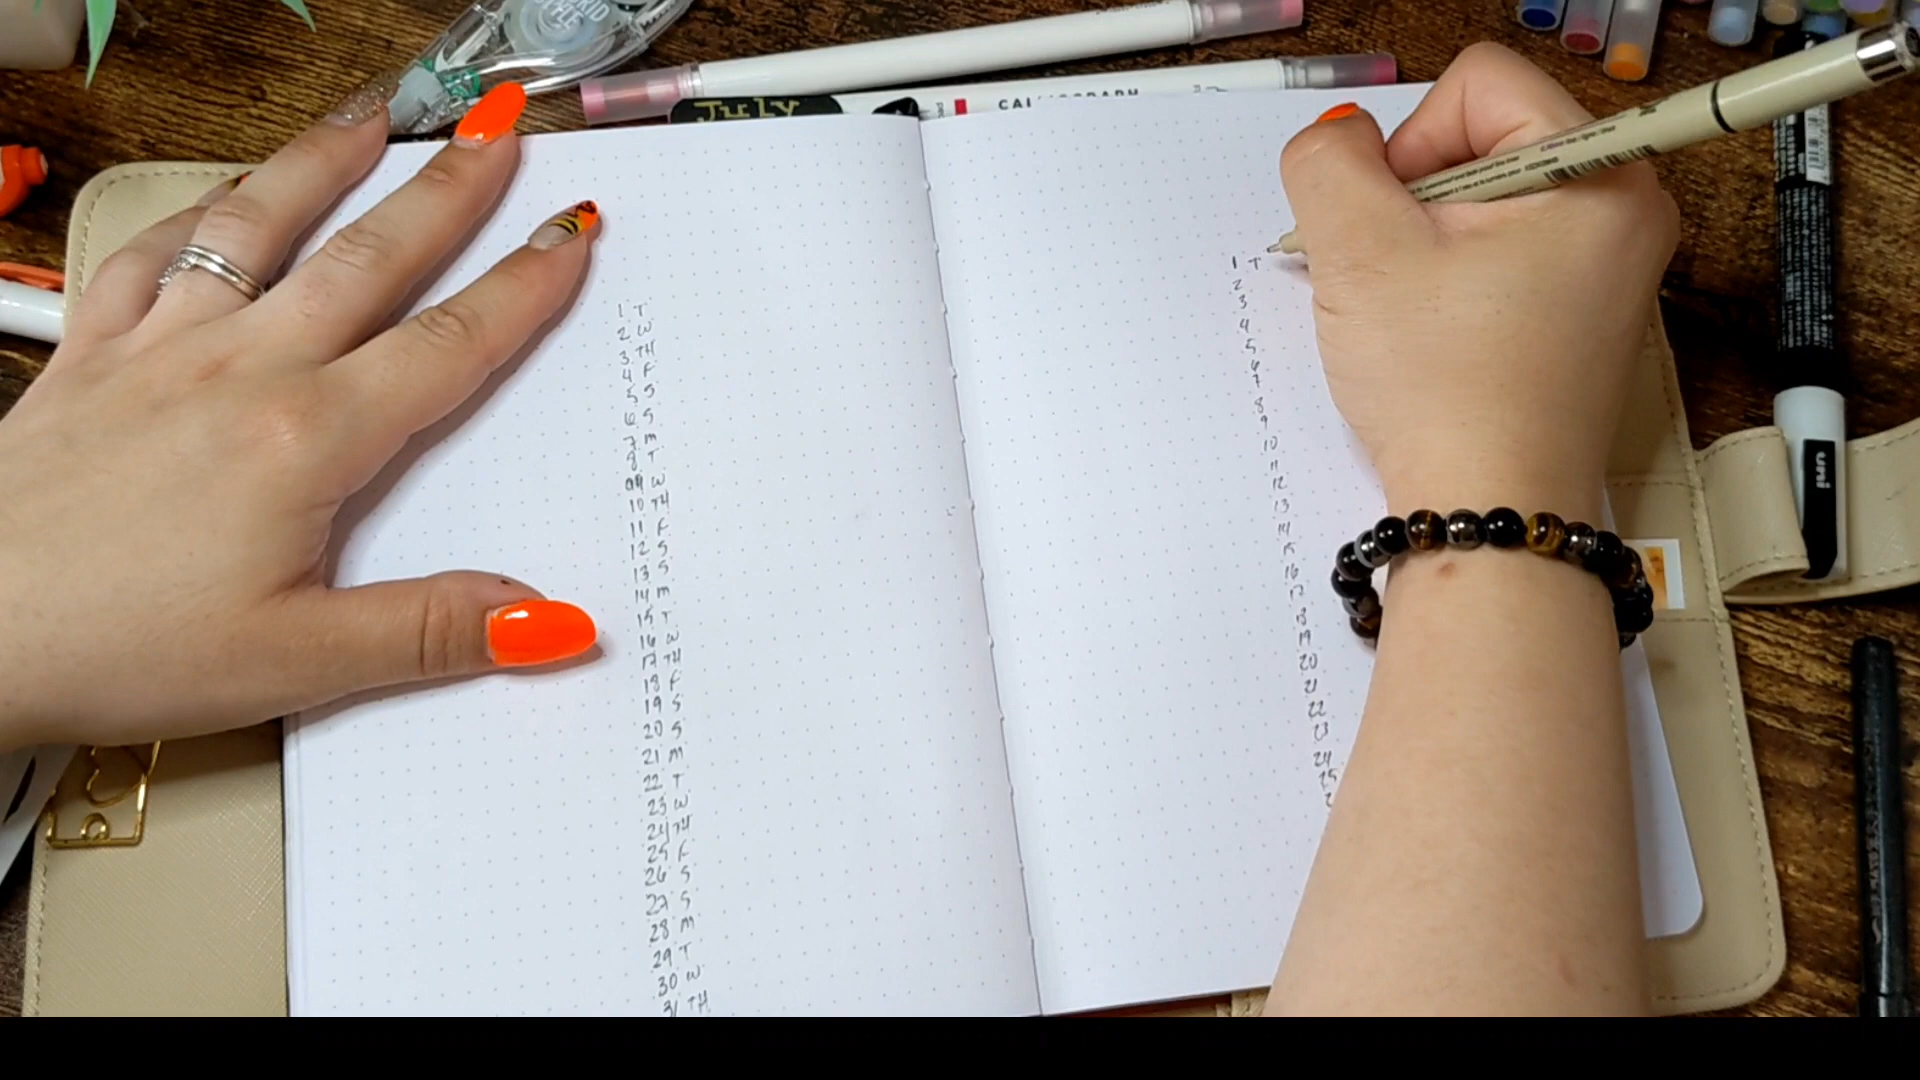 July
CALLIGRAPH
1 T
2 W
3 TH
4 F
5 S
6 S
7 M
8 T
9 W
10 TH
11 F
12 S
13 S
14 M
15 T
16 W
17 TH
18 F
19 S
20 S
21 M
22 T
23 W
24 TH
25 F
26 S
27 S
28 M
29 T
30 W
31 TH
1 T
2
3
4
5
6
7
8
9
10
11
12
13
14
15
16
17
18
19
20
21
22
23
24
25
2
uni